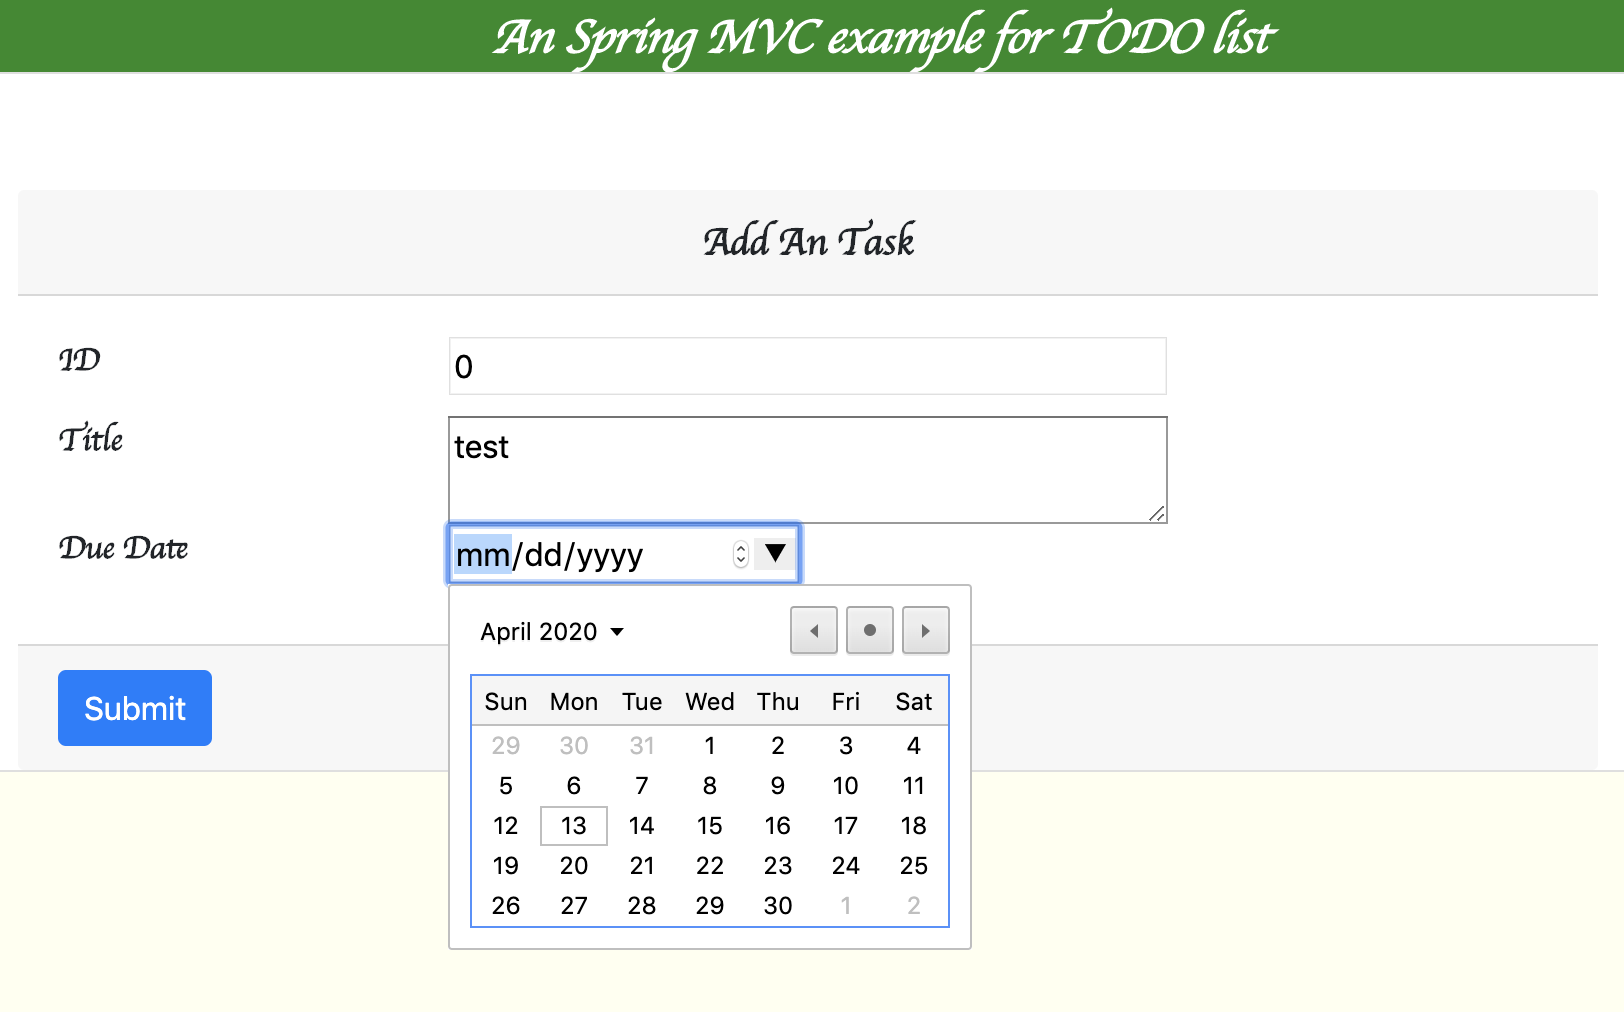 An Spring MVC example for TODO list
Add An Task
ID
0
Title
test
Due Date
mm/dd/yyyy
April 2020
Submit
Sun Mon Tue Wed Thu Fri Sat
29 30 31 1 2 3 4
5 6 7 8 9 10 11
12 13 14 15 16 17 18
19 20 21 22 23 24 25
26 27 28 29 30 1 2